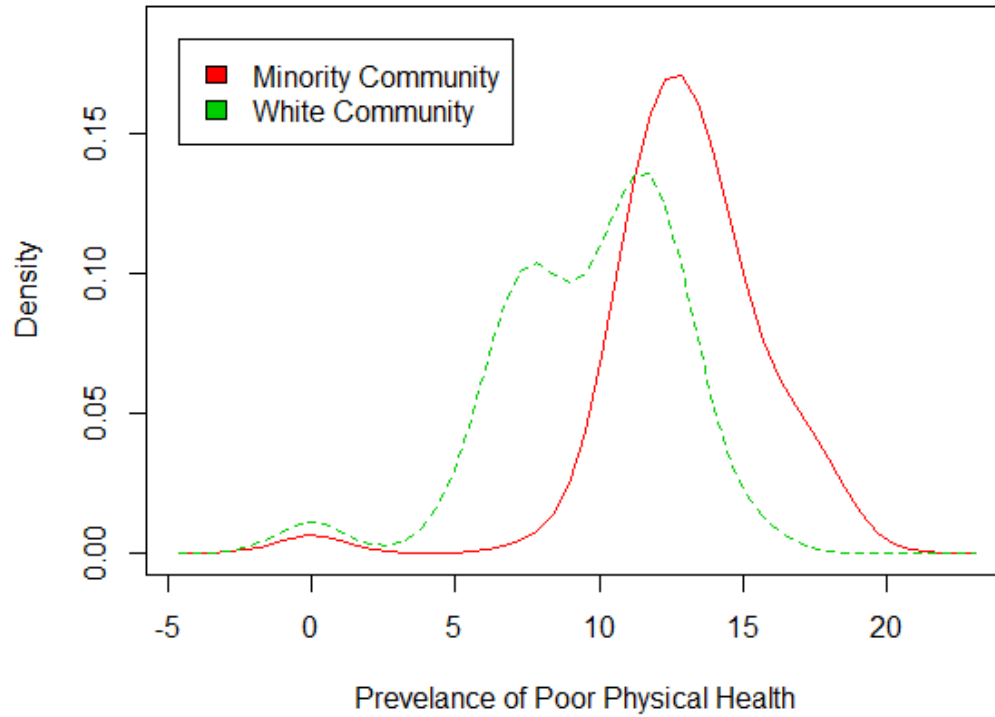 Minority Community
White Community
Density
0.00
0.05
0.10
0.15
-5
0
5
10
15
20
Prevelance of Poor Physical Health